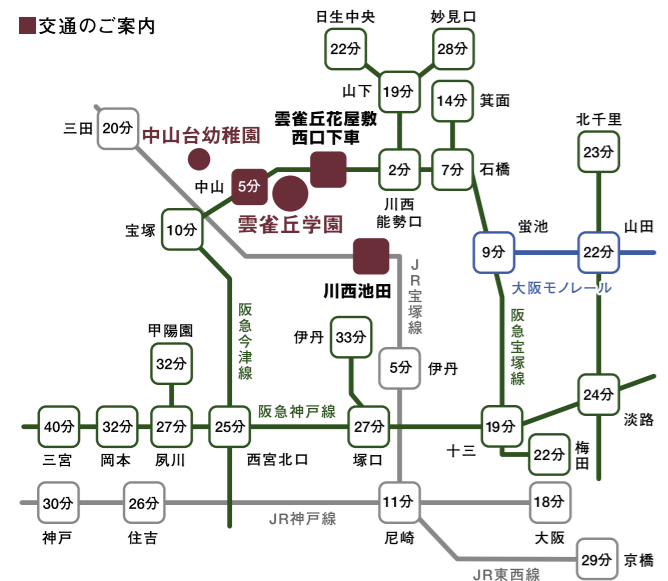 交通のご案内
日生中央
22分
妙見口
28分
山下
19分
14分
箕面
北千里
23分
三田
20分
中山台幼稚園
雲雀丘花屋敷
西口下車
中山
5分
2分
7分
石橋
川西
能勢口
宝塚
10分
雲雀丘学園
蛍池
9分
22分
山田
大阪モノレール
川西池田
JR宝塚線
阪急今津線
阪急宝塚線
甲陽園
32分
伊丹
33分
5分
伊丹
24分
淡路
阪急神戸線
40分
32分
27分
25分
27分
19分
三宮
岡本
夙川
西宮北口
塚口
十三
22分
梅田
30分
26分
11分
18分
神戸
住吉
JR神戸線
尼崎
大阪
29分
京橋
JR東西線